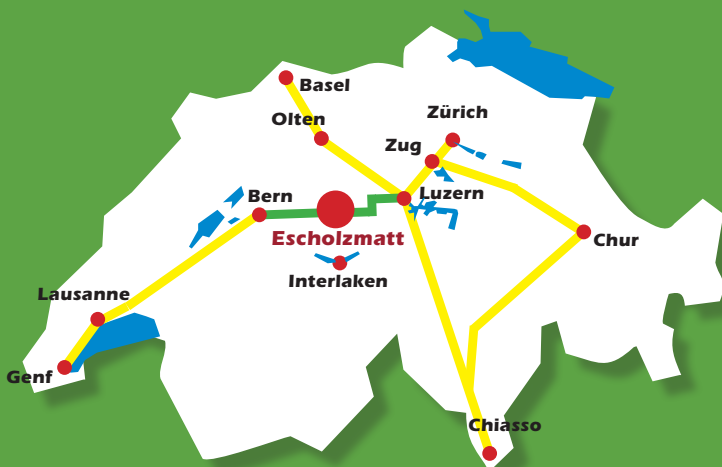 Basel
Zürich
Olten
Zug
Bern
Luzern
Escholzmatt
Chur
Interlaken
Lausanne
Genf
Chiasso